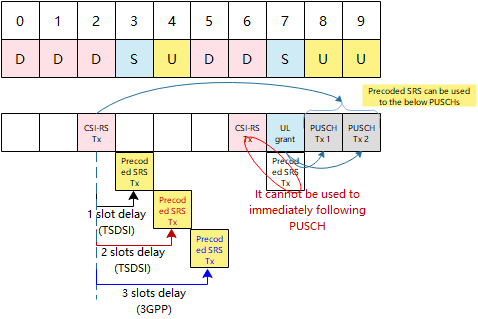 0 1 2 3 4 5 6 7 8 9
D D D S U D D S U U
Precoded SRS can be used
to the below PUSCHs
CSI-RS
Tx
CSI-RS
Tx
UL
grant
PUSCH
Tx 1
PUSCH
Tx 2
Precod
ed SRS
Tx
Precod
ed SRS
Tx
It cannot be used to
immediately following
PUSCH
1 slot delay
(TSDSI)
Precod
ed SRS
Tx
2 slots delay
(TSDSI)
Precod
ed SRS
Tx
3 slots delay
(3GPP)